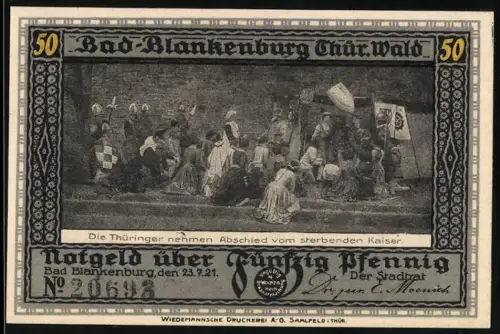 50 Bad-Blankenburg Thür. Wald 50
Die Thüringer nehmen Abschied vom sterbenden Kaiser.
Notgeld über Fünfzig Pfennig
Bad Blankenburg, den 23.7.21.
Der Stadtrat
No 20693
WIEDEMANNSCHE DRUCKEREI A-G. SAALFELD i. THÜR.